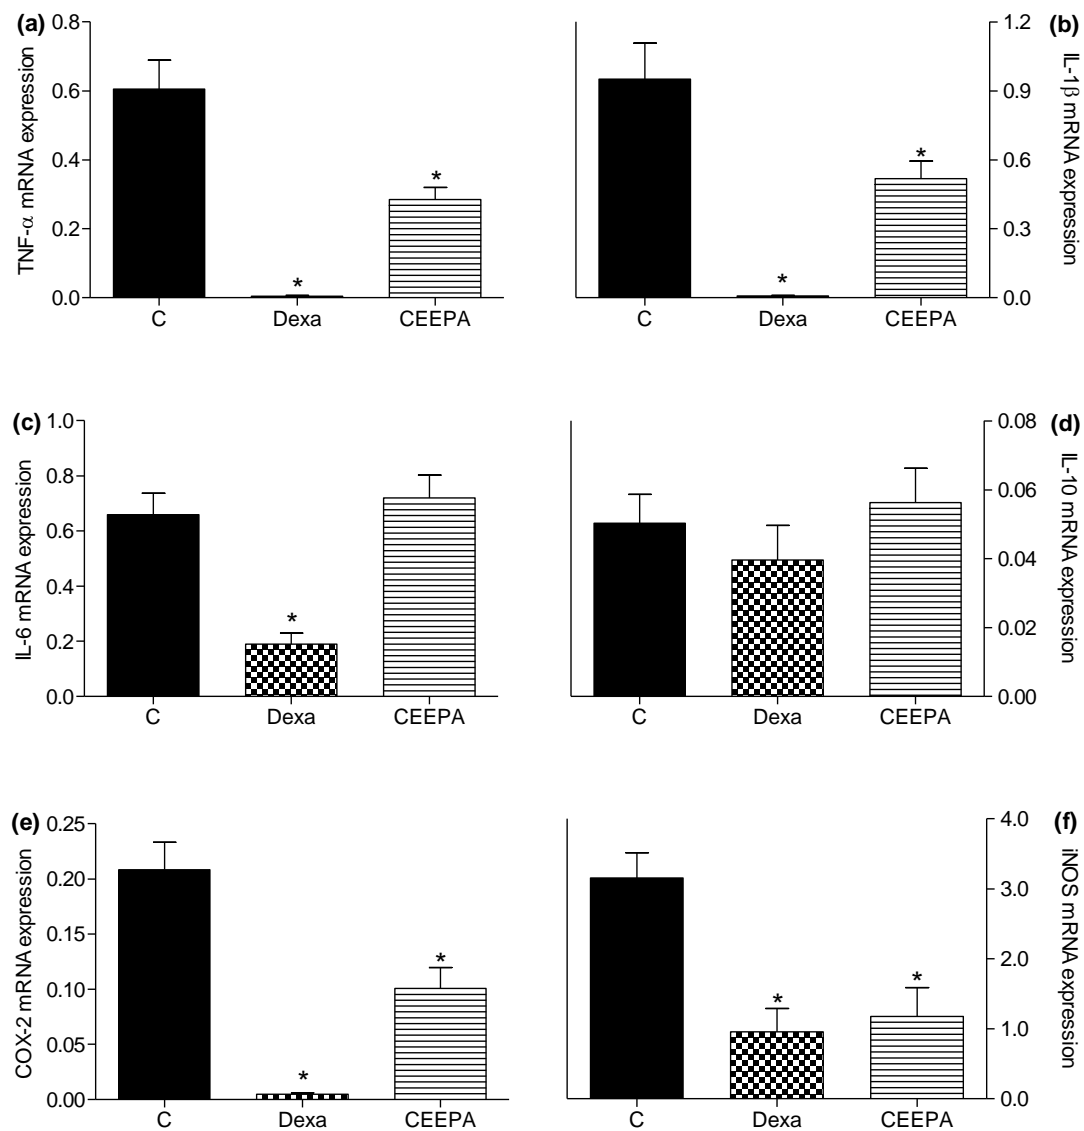 (a)
TNF-α mRNA expression
0.8
0.6
0.4
0.2
0.0
*
*
C Dexa CEEPA
(b)
IL-1β mRNA expression
1.2
0.9
0.6
0.3
0.0
*
*
C Dexa CEEPA
(c)
IL-6 mRNA expression
1.0
0.8
0.6
0.4
0.2
0.0
*
C Dexa CEEPA
(d)
IL-10 mRNA expression
0.08
0.06
0.04
0.02
0.00
C Dexa CEEPA
(e)
COX-2 mRNA expression
0.25
0.20
0.15
0.10
0.05
0.00
*
*
C Dexa CEEPA
(f)
iNOS mRNA expression
4.0
3.0
2.0
1.0
0.0
*
*
C Dexa CEEPA